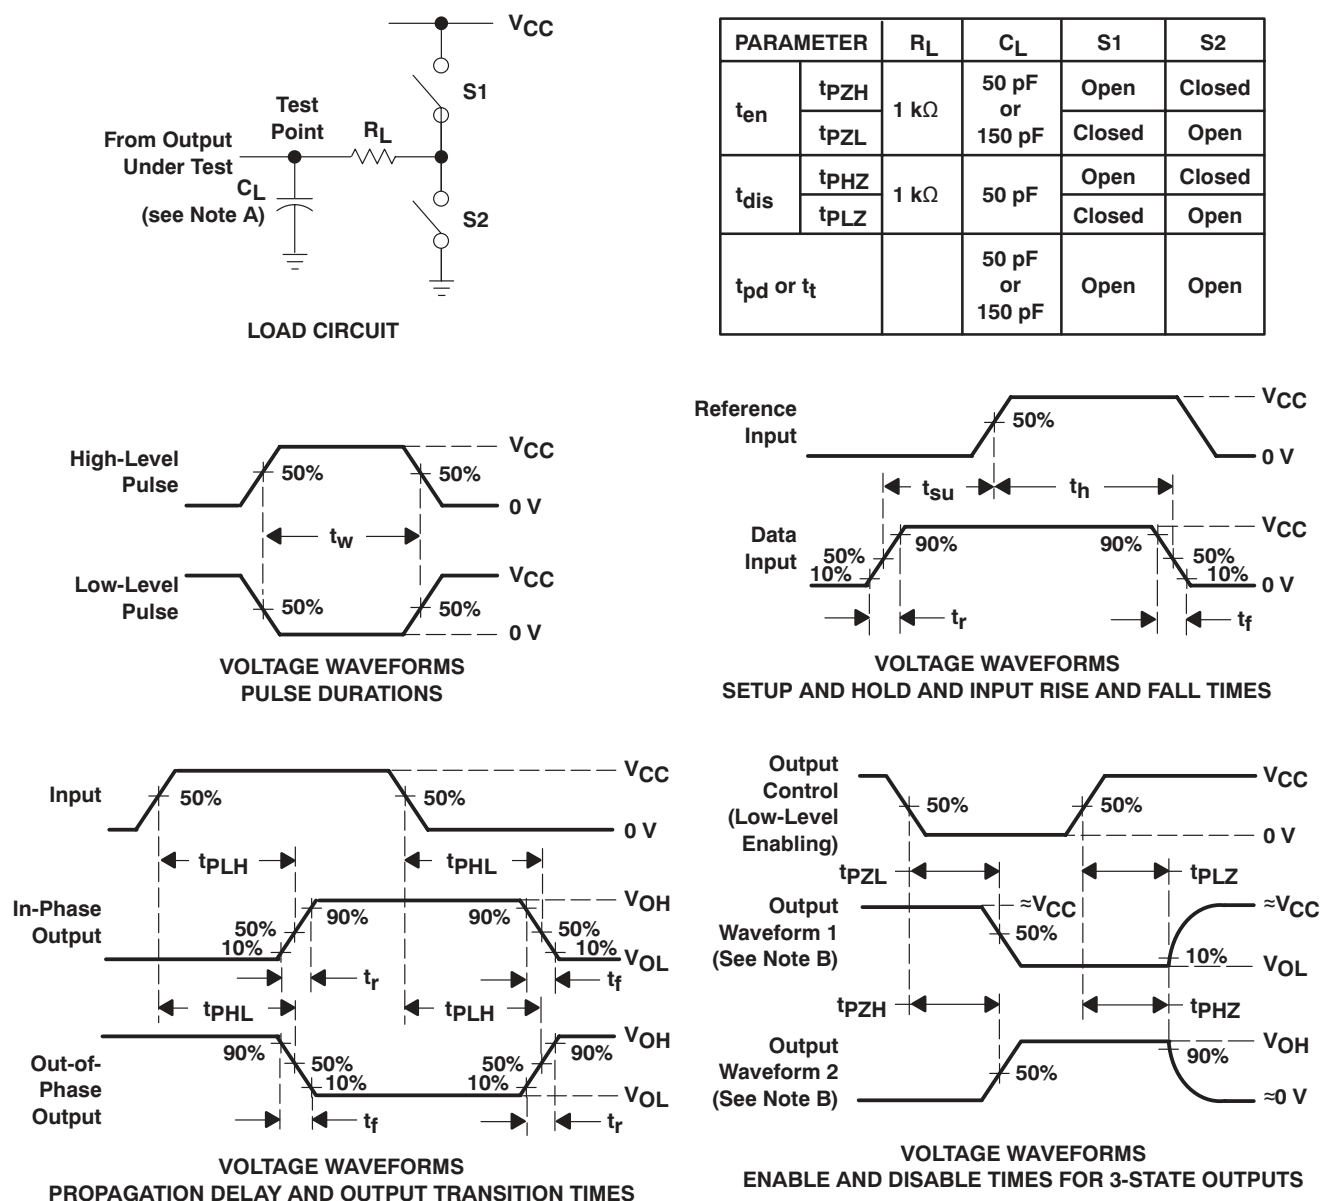 VCC
S1
Test
Point
RL
From Output
Under Test
CL
(see Note A)
S2
LOAD CIRCUIT
PARAMETER RL CL S1 S2
ten tPZH 1 kΩ 50 pF or 150 pF Open Closed
tPZL Closed Open
tdis tPHZ 1 kΩ 50 pF Open Closed
tPLZ Closed Open
tpd or tt 50 pF or 150 pF Open Open
High-Level
Pulse
50%
50%
VCC
0 V
tw
Low-Level
Pulse
50%
50%
VCC
0 V
VOLTAGE WAVEFORMS
PULSE DURATIONS
Reference
Input
50%
VCC
0 V
tsu
th
Data
Input
50%
10%
90%
90%
50%
10%
VCC
0 V
tr
tf
VOLTAGE WAVEFORMS
SETUP AND HOLD AND INPUT RISE AND FALL TIMES
Input
50%
50%
VCC
0 V
tPLH
tPHL
In-Phase
Output
50%
10%
90%
90%
50%
10%
VOH
VOL
tr
tf
tPHL
tPLH
Out-of-
Phase
Output
90%
50%
10%
50%
10%
90%
VOH
VOL
tf
tr
VOLTAGE WAVEFORMS
PROPAGATION DELAY AND OUTPUT TRANSITION TIMES
Output
Control
(Low-Level
Enabling)
50%
50%
VCC
0 V
tPZL
tPLZ
Output
Waveform 1
(See Note B)
≈VCC
50%
≈VCC
10%
VOL
tPZH
tPHZ
Output
Waveform 2
(See Note B)
50%
VOH
90%
≈0 V
VOLTAGE WAVEFORMS
ENABLE AND DISABLE TIMES FOR 3-STATE OUTPUTS